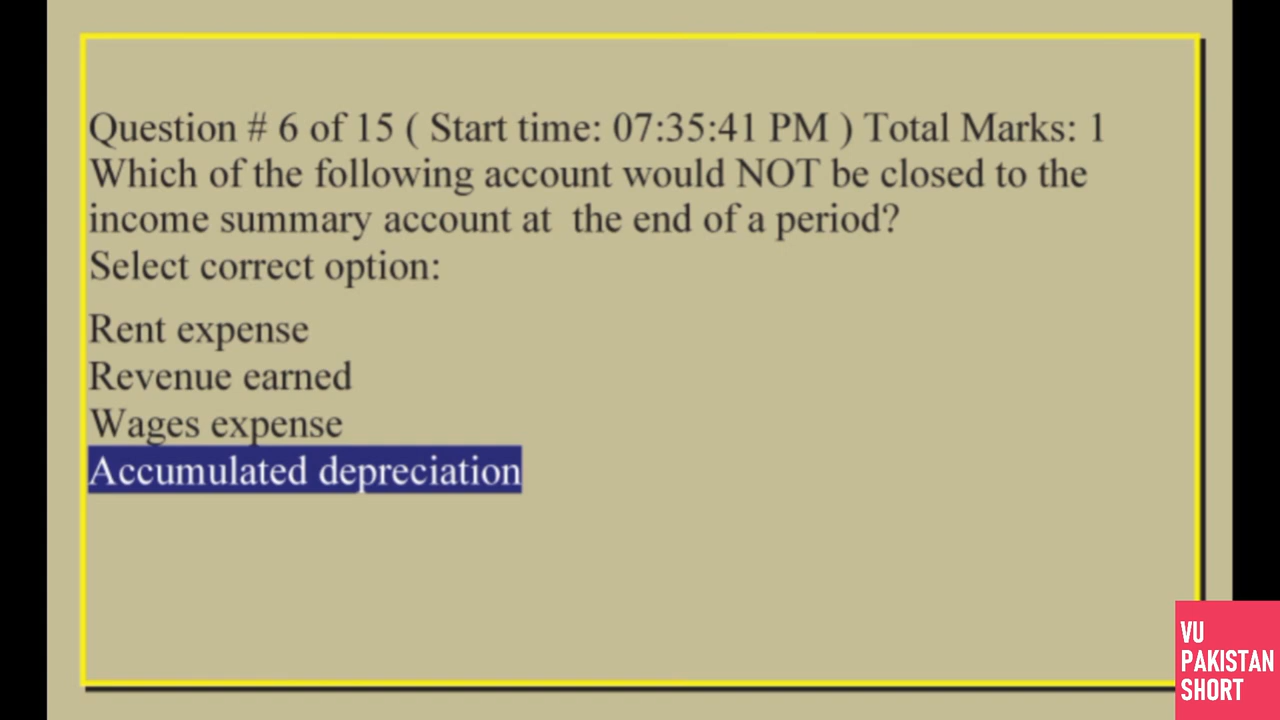 Question # 6 of 15 ( Start time: 07:35:41 PM ) Total Marks: 1
Which of the following account would NOT be closed to the
income summary account at the end of a period?
Select correct option:
Rent expense
Revenue earned
Wages expense
Accumulated depreciation
VU
PAKISTAN
SHORT